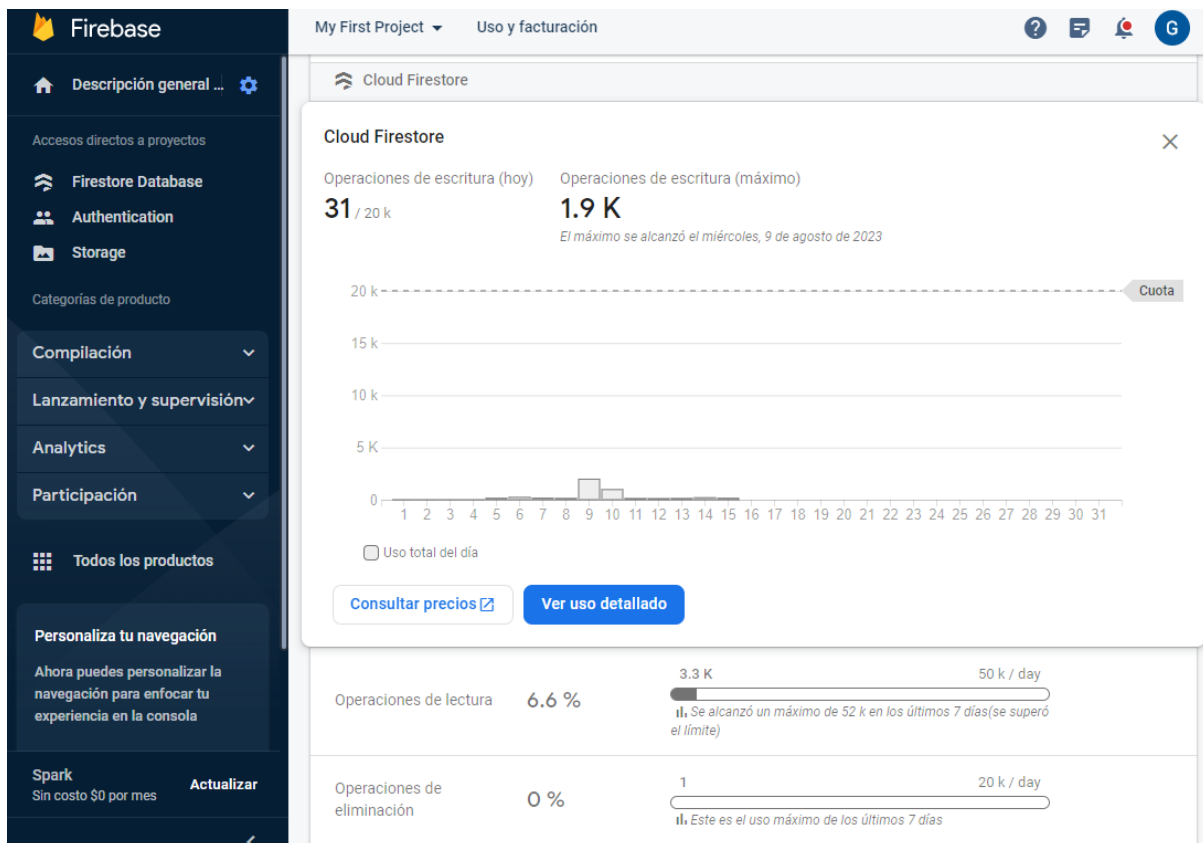 Firebase
My First Project
Uso y facturación
G
Descripción general ...
Accesos directos a proyectos
Firestore Database
Authentication
Storage
Categorías de producto
Compilación
Lanzamiento y supervisión
Analytics
Participación
Todos los productos
Personaliza tu navegación
Ahora puedes personalizar la
navegación para enfocar tu
experiencia en la consola
Spark
Sin costo $0 por mes
Actualizar
Cloud Firestore
Cloud Firestore
Operaciones de escritura (hoy)
31 / 20 k
Operaciones de escritura (máximo)
1.9 K
El máximo se alcanzó el miércoles, 9 de agosto de 2023
20 k
Cuota
15 k
10 k
5 K
0
1 2 3 4 5 6 7 8 9 10 11 12 13 14 15 16 17 18 19 20 21 22 23 24 25 26 27 28 29 30 31
Uso total del día
Consultar precios
Ver uso detallado
Operaciones de lectura
6.6 %
3.3 K
50 k / day
Se alcanzó un máximo de 52 k en los últimos 7 días(se superó
el límite)
Operaciones de
eliminación
0 %
1
20 k / day
Este es el uso máximo de los últimos 7 días